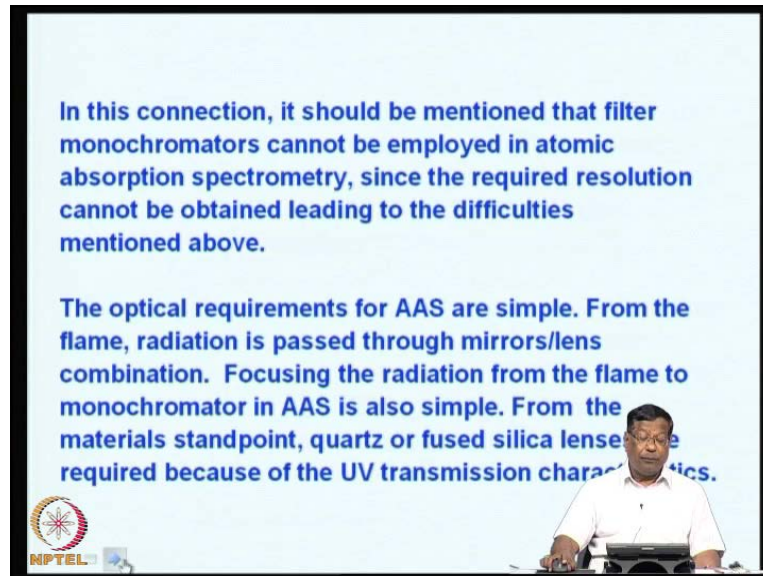 In this connection, it should be mentioned that filter
monochromators cannot be employed in atomic
absorption spectrometry, since the required resolution
cannot be obtained leading to the difficulties
mentioned above.
The optical requirements for AAS are simple. From the
flame, radiation is passed through mirrors/lens
combination. Focusing the radiation from the flame to
monochromator in AAS is also simple. From the
materials standpoint, quartz or fused silica
required because of the UV transmission
NPTEL